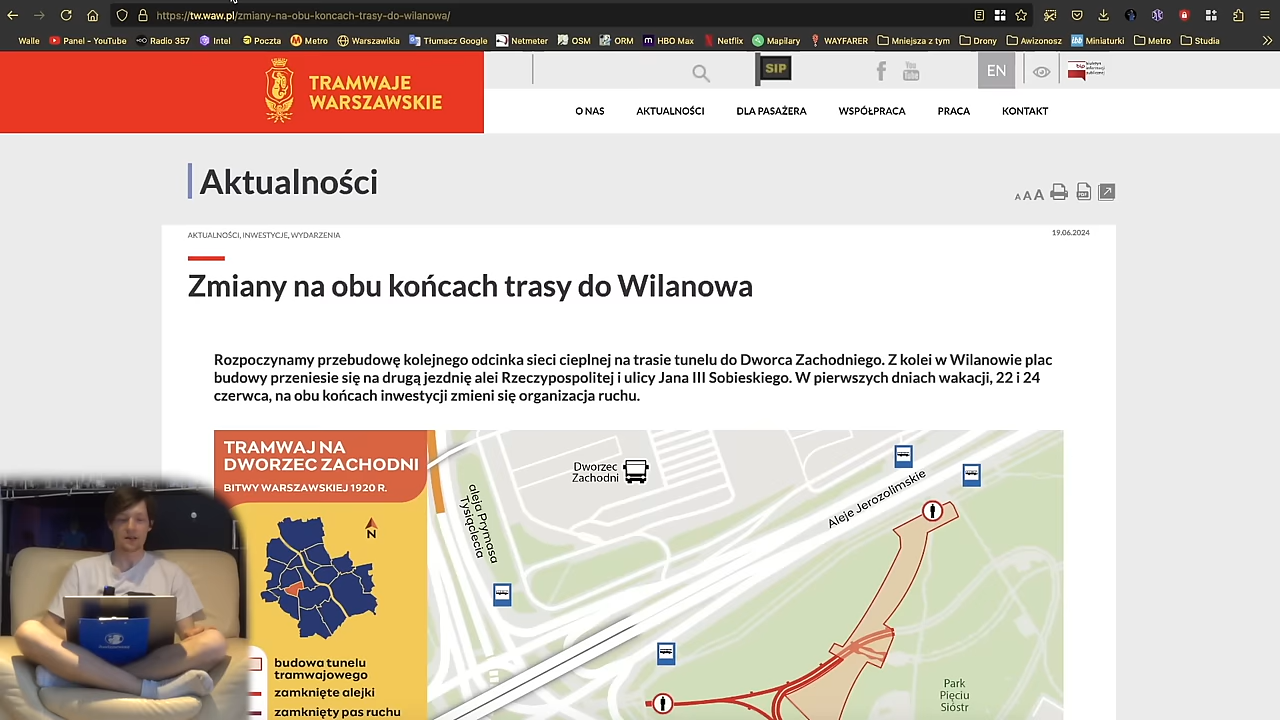 https://tw.waw.pl/zmiany-na-obu-koncach-trasy-do-wilanowa/
Walle
Panel - YouTube
Radio 357
Intel
Poczta
Metro
Warszawikia
Tłumacz Google
Netmeter
OSM
ORM
HBO Max
Netflix
Mapilary
WAYFARER
Mniejsza z tym
Drony
Awizonosz
Miniaturki
Metro
Studia
TRAMWAJE
WARSZAWSKIE
SIP
You
Tube
EN
bip
O NAS
AKTUALNOŚCI
DLA PASAŻERA
WSPÓŁPRACA
PRACA
KONTAKT
Aktualności
A A A
AKTUALNOŚCI, INWESTYCJE, WYDARZENIA
19.06.2024
Zmiany na obu końcach trasy do Wilanowa
Rozpoczynamy przebudowę kolejnego odcinka sieci cieplnej na trasie tunelu do Dworca Zachodniego. Z kolei w Wilanowie plac
budowy przeniesie się na drugą jezdnię alei Rzeczypospolitej i ulicy Jana III Sobieskiego. W pierwszych dniach wakacji, 22 i 24
czerwca, na obu końcach inwestycji zmieni się organizacja ruchu.
TRAMWAJ NA
DWORZEC ZACHODNI
BITWY WARSZAWSKIEJ 1920 R.
N
budowa tunelu
tramwajowego
zamknięte alejki
zamknięty pas ruchu
Dworzec
Zachodni
aleja Prymasa
Tysiąclecia
Aleje Jerozolimskie
Park
Pięciu
Sióstr